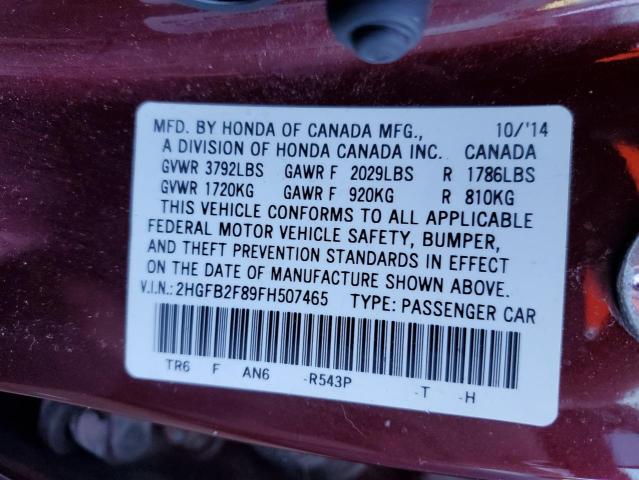 MFD. BY HONDA OF CANADA MFG., 10/'14
A DIVISION OF HONDA CANADA INC. CANADA
GVWR 3792LBS GAWR F 2029LBS R 1786LBS
GVWR 1720KG GAWR F 920KG R 810KG
THIS VEHICLE CONFORMS TO ALL APPLICABLE
FEDERAL MOTOR VEHICLE SAFETY, BUMPER,
AND THEFT PREVENTION STANDARDS IN EFFECT
ON THE DATE OF MANUFACTURE SHOWN ABOVE.
V.I.N.: 2HGFB2F89FH507465 TYPE: PASSENGER CAR
TR6 F AN6 -R543P -T -H